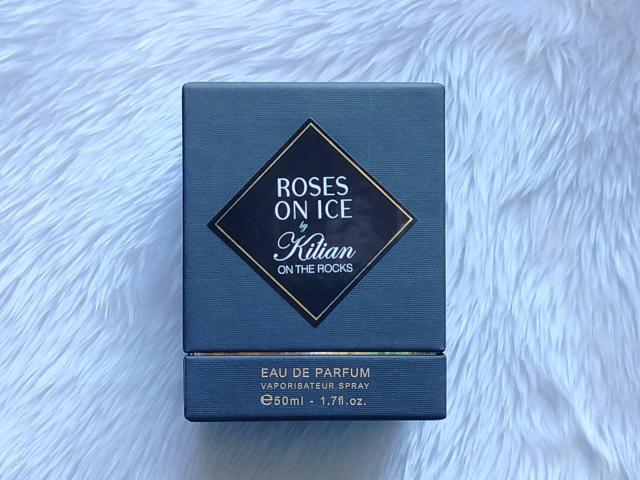 ROSES
ON ICE
by
Kilian
ON THE ROCKS
EAU DE PARFUM
VAPORISATEUR SPRAY
℮50ml - 1.7fl.oz.